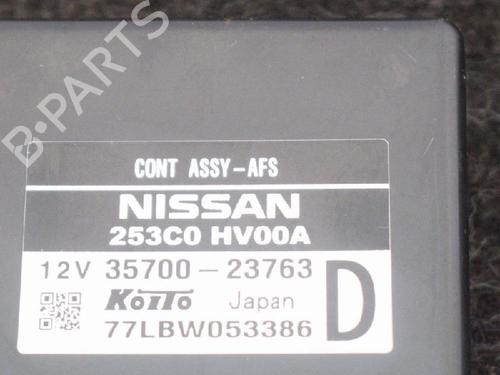 B-PARTS
CONT ASSY-AFS
NISSAN
253C0 HV00A
12V 35700-23763
KOITO Japan D
77LBW053386